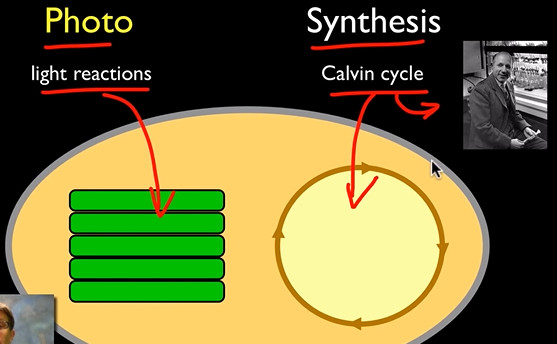 Photo
Synthesis
light reactions
Calvin cycle